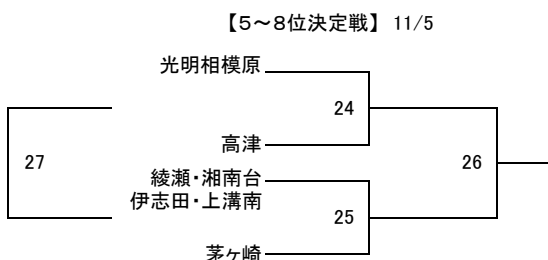 【5～8位決定戦】 11/5
光明相模原
24
高津
27
26
綾瀬・湘南台
伊志田・上溝南
25
茅ヶ崎